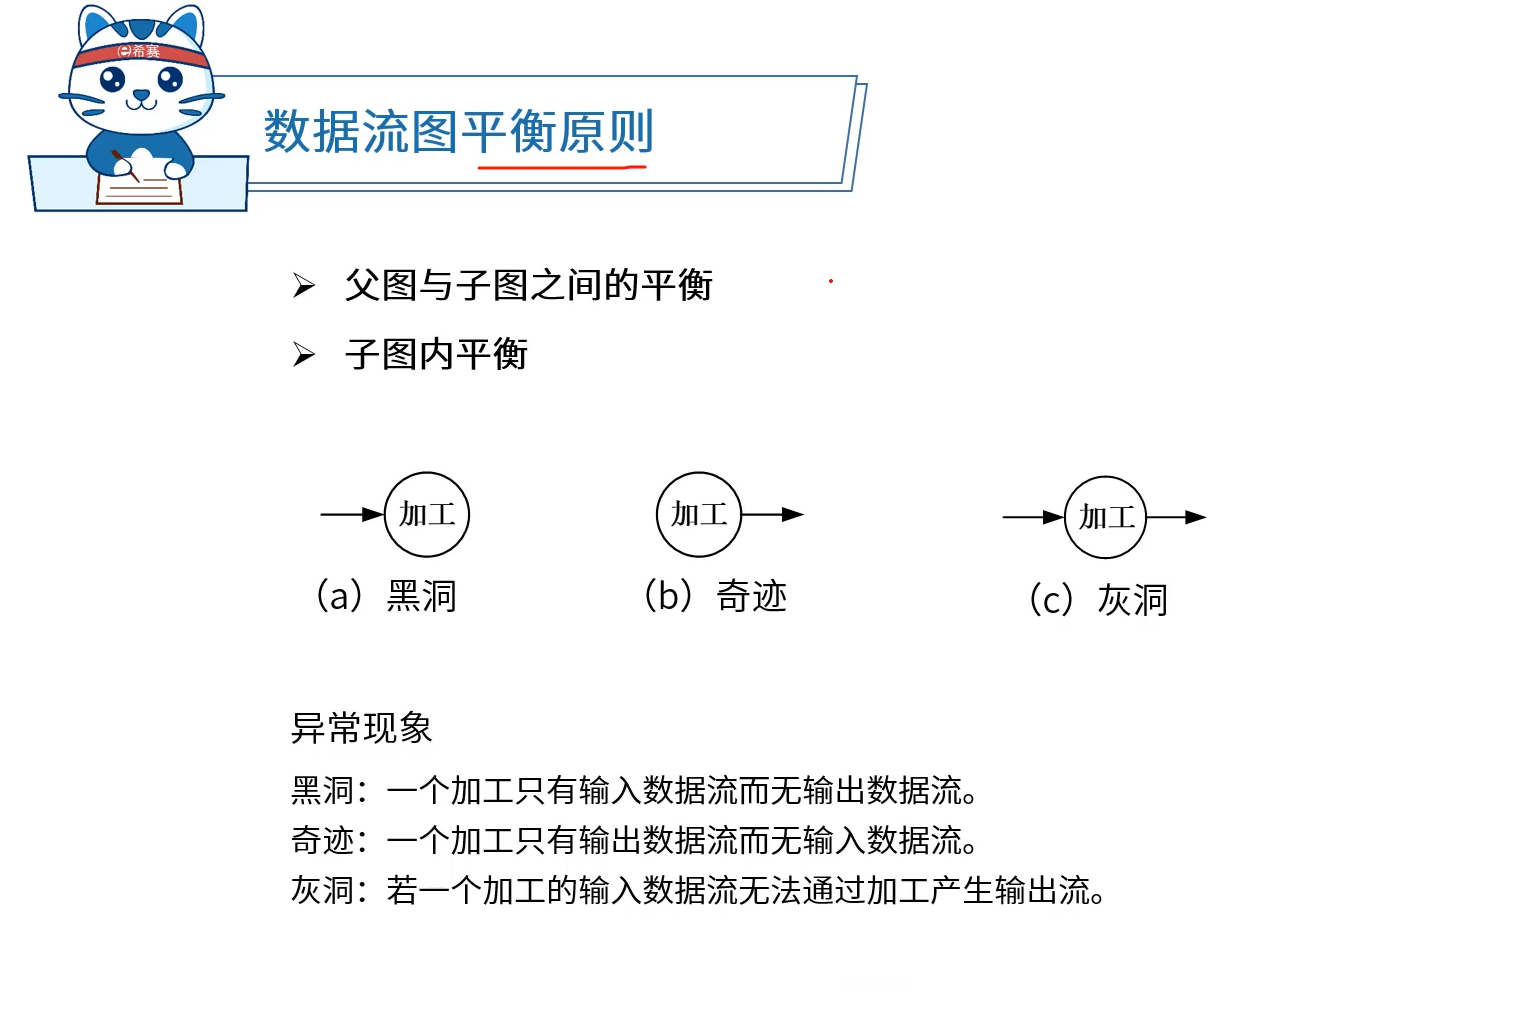 e希赛
数据流图平衡原则
父图与子图之间的平衡
子图内平衡
加工
加工
加工
（a）黑洞
（b）奇迹
（c）灰洞
异常现象
黑洞：一个加工只有输入数据流而无输出数据流。
奇迹：一个加工只有输出数据流而无输入数据流。
灰洞：若一个加工的输入数据流无法通过加工产生输出流。